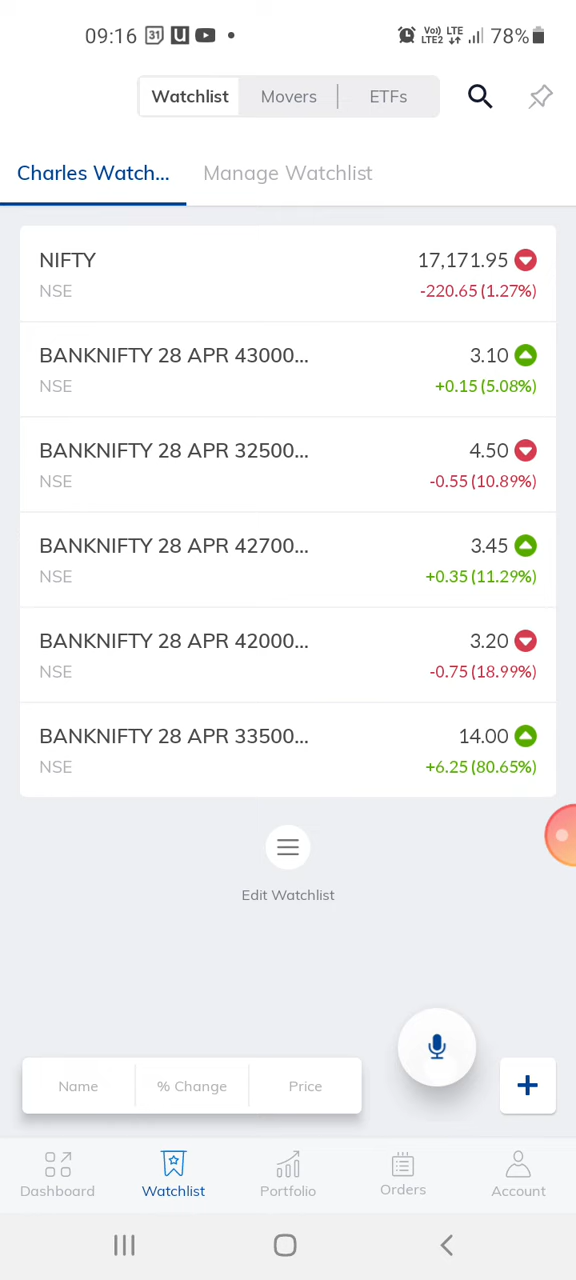 09:16 31 U Vo) LTE LTE2 78%
Watchlist Movers ETFs
Charles Watch... Manage Watchlist
NIFTY 17,171.95
NSE -220.65 (1.27%)
BANKNIFTY 28 APR 43000... 3.10
NSE +0.15 (5.08%)
BANKNIFTY 28 APR 32500... 4.50
NSE -0.55 (10.89%)
BANKNIFTY 28 APR 42700... 3.45
NSE +0.35 (11.29%)
BANKNIFTY 28 APR 42000... 3.20
NSE -0.75 (18.99%)
BANKNIFTY 28 APR 33500... 14.00
NSE +6.25 (80.65%)
Edit Watchlist
Name % Change Price
Dashboard Watchlist Portfolio Orders Account